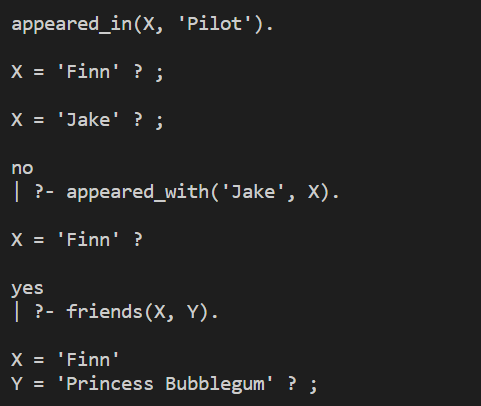 appeared_in(X, 'Pilot').
X = 'Finn' ? ;
X = 'Jake' ? ;
no
| ?- appeared_with('Jake', X).
X = 'Finn' ?
yes
| ?- friends(X, Y).
X = 'Finn'
Y = 'Princess Bubblegum' ? ;